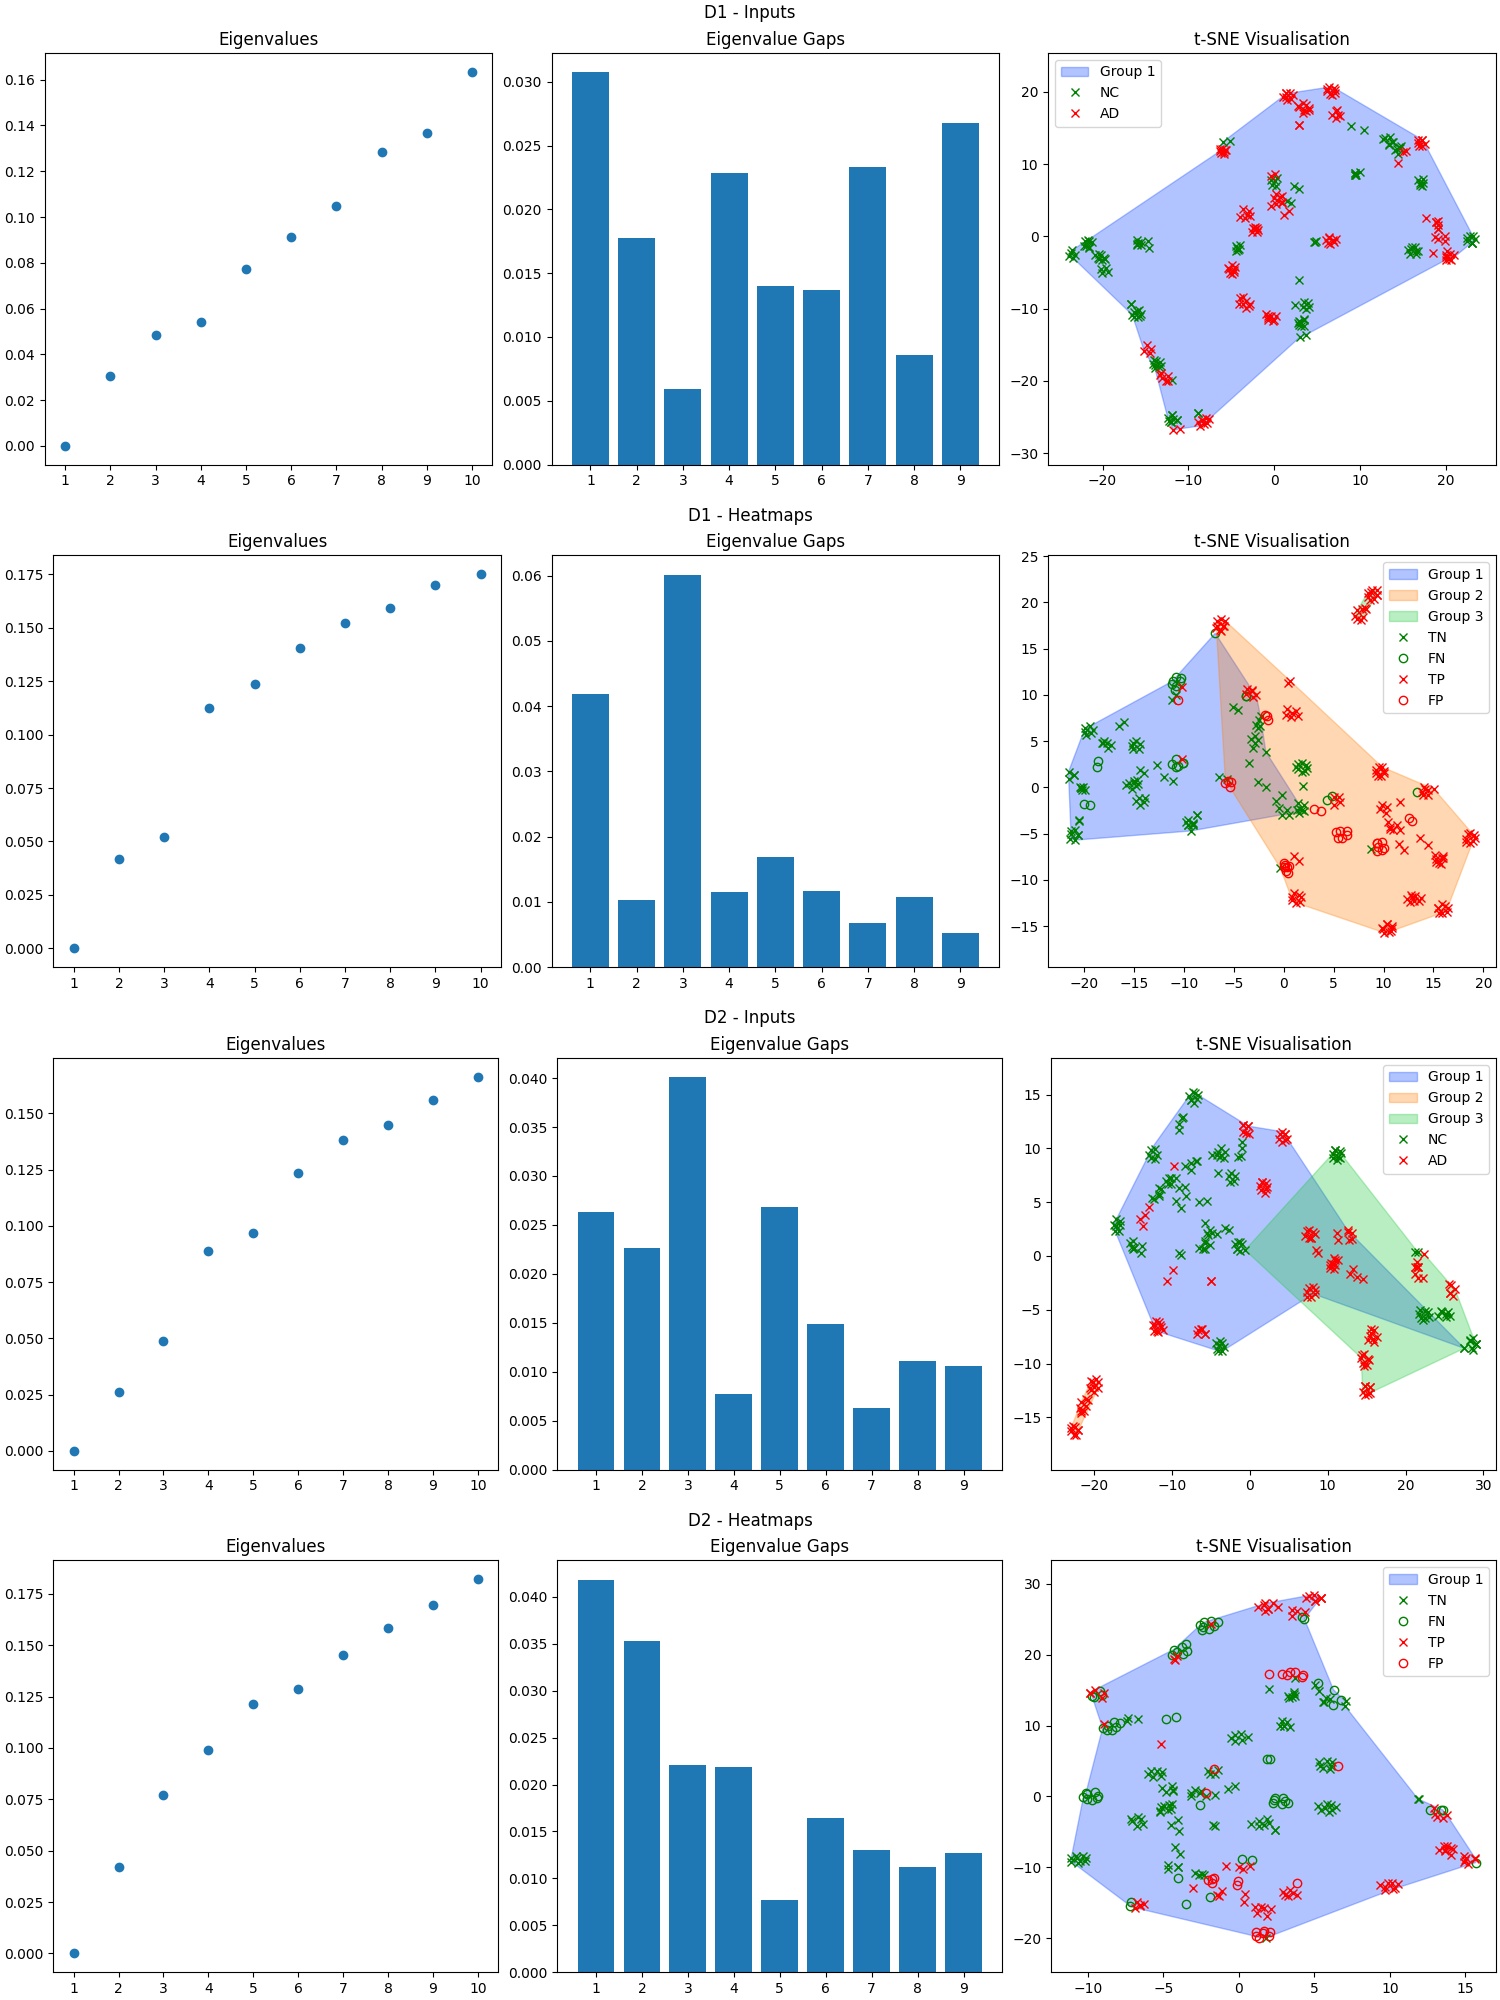 D1 - Inputs
Eigenvalues
0.16
0.14
0.12
0.10
0.08
0.06
0.04
0.02
0.00
1 2 3 4 5 6 7 8 9 10
Eigenvalue Gaps
0.030
0.025
0.020
0.015
0.010
0.005
0.000
1 2 3 4 5 6 7 8 9
t-SNE Visualisation
Group 1
NC
AD
20
10
0
−10
−20
−30
−20 −10 0 10 20
D1 - Heatmaps
Eigenvalues
0.175
0.150
0.125
0.100
0.075
0.050
0.025
0.000
1 2 3 4 5 6 7 8 9 10
Eigenvalue Gaps
0.06
0.05
0.04
0.03
0.02
0.01
0.00
1 2 3 4 5 6 7 8 9
t-SNE Visualisation
Group 1
Group 2
Group 3
TN
FN
TP
FP
25
20
15
10
5
0
−5
−10
−15
−20 −15 −10 −5 0 5 10 15 20
D2 - Inputs
Eigenvalues
0.150
0.125
0.100
0.075
0.050
0.025
0.000
1 2 3 4 5 6 7 8 9 10
Eigenvalue Gaps
0.040
0.035
0.030
0.025
0.020
0.015
0.010
0.005
0.000
1 2 3 4 5 6 7 8 9
t-SNE Visualisation
Group 1
Group 2
Group 3
NC
AD
15
10
5
0
−5
−10
−15
−20 −10 0 10 20 30
D2 - Heatmaps
Eigenvalues
0.175
0.150
0.125
0.100
0.075
0.050
0.025
0.000
1 2 3 4 5 6 7 8 9 10
Eigenvalue Gaps
0.040
0.035
0.030
0.025
0.020
0.015
0.010
0.005
0.000
1 2 3 4 5 6 7 8 9
t-SNE Visualisation
Group 1
TN
FN
TP
FP
30
20
10
0
−10
−20
−10 −5 0 5 10 15